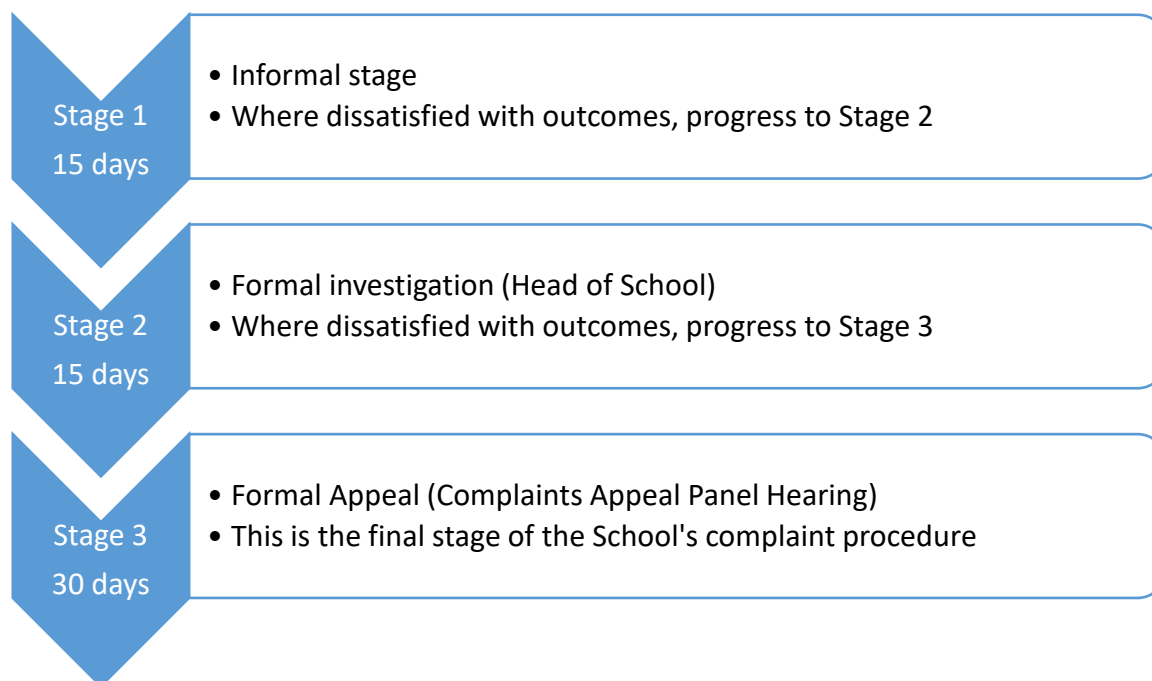 Stage 1
15 days
• Informal stage
• Where dissatisfied with outcomes, progress to Stage 2
Stage 2
15 days
• Formal investigation (Head of School)
• Where dissatisfied with outcomes, progress to Stage 3
Stage 3
30 days
• Formal Appeal (Complaints Appeal Panel Hearing)
• This is the final stage of the School's complaint procedure